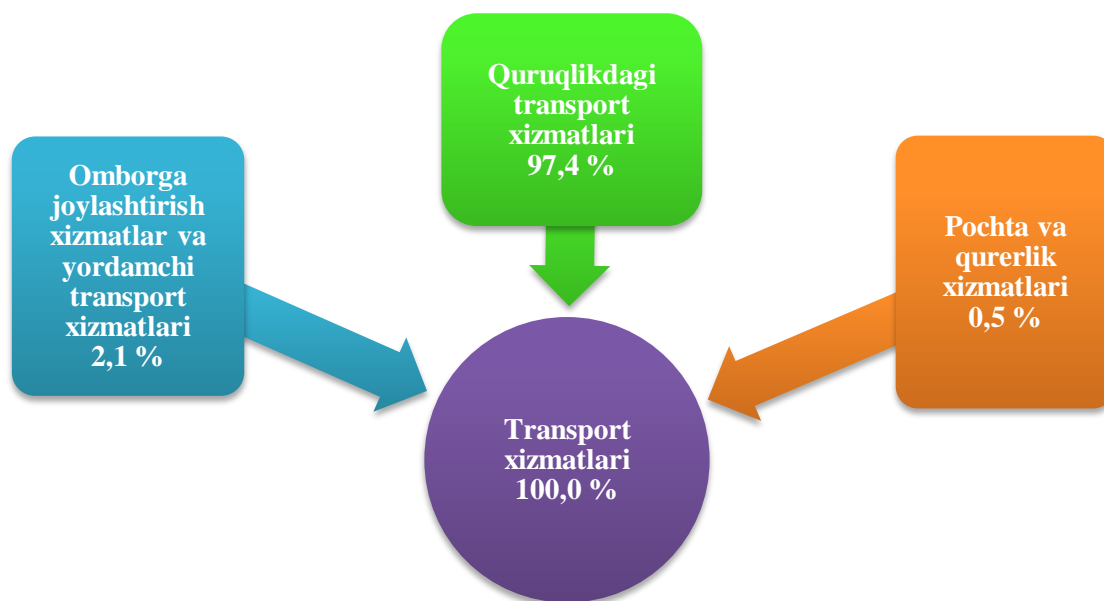 Quruqlikdagi
transport
xizmatlari
97,4 %
Omborga
joylashtirish
xizmatlar va
yordamchi
transport
xizmatlari
2,1 %
Pochta va
qurerlik
xizmatlari
0,5 %
Transport
xizmatlari
100,0 %